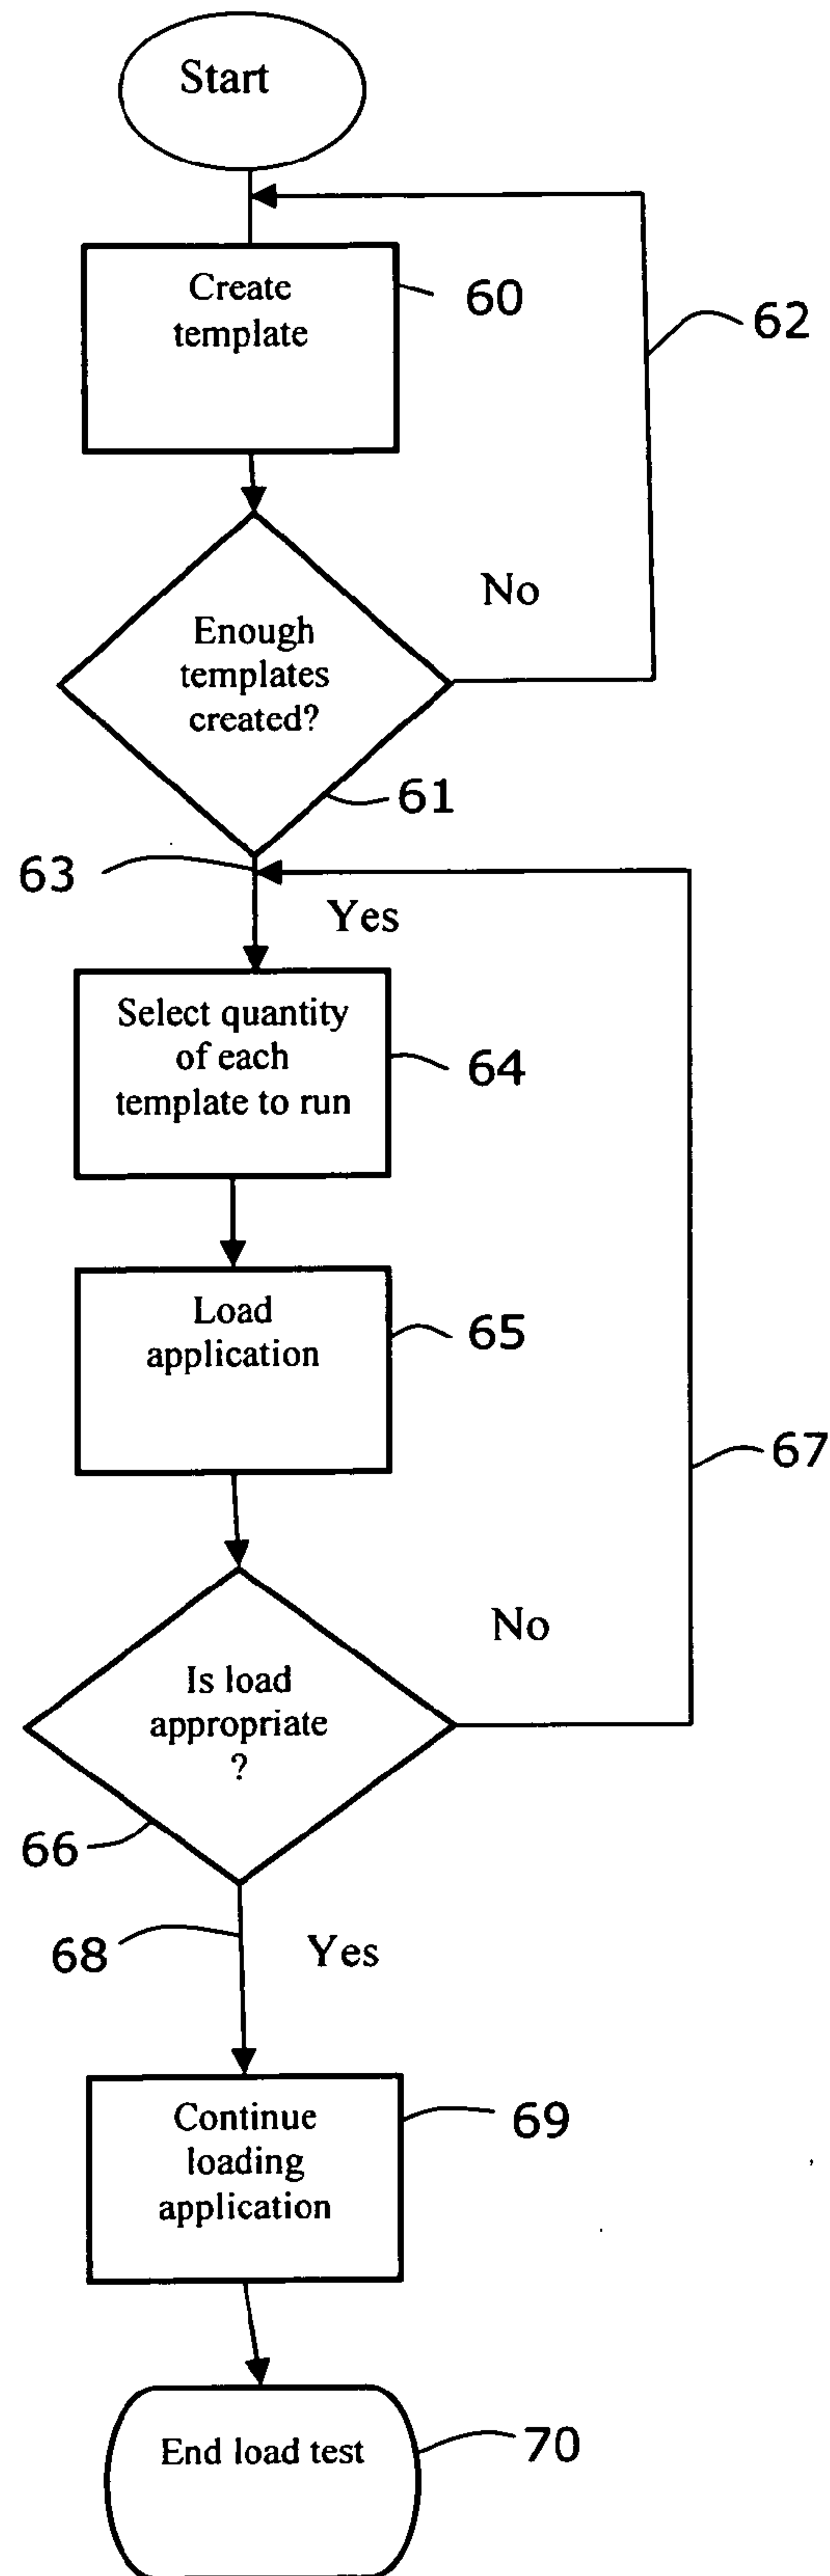 Start
Create
template
60
62
No
Enough
templates
created?
61
63
Yes
Select quantity
of each
template to run
64
Load
application
65
67
No
Is load
appropriate
?
66
68
Yes
Continue
loading
application
69
End load test
70